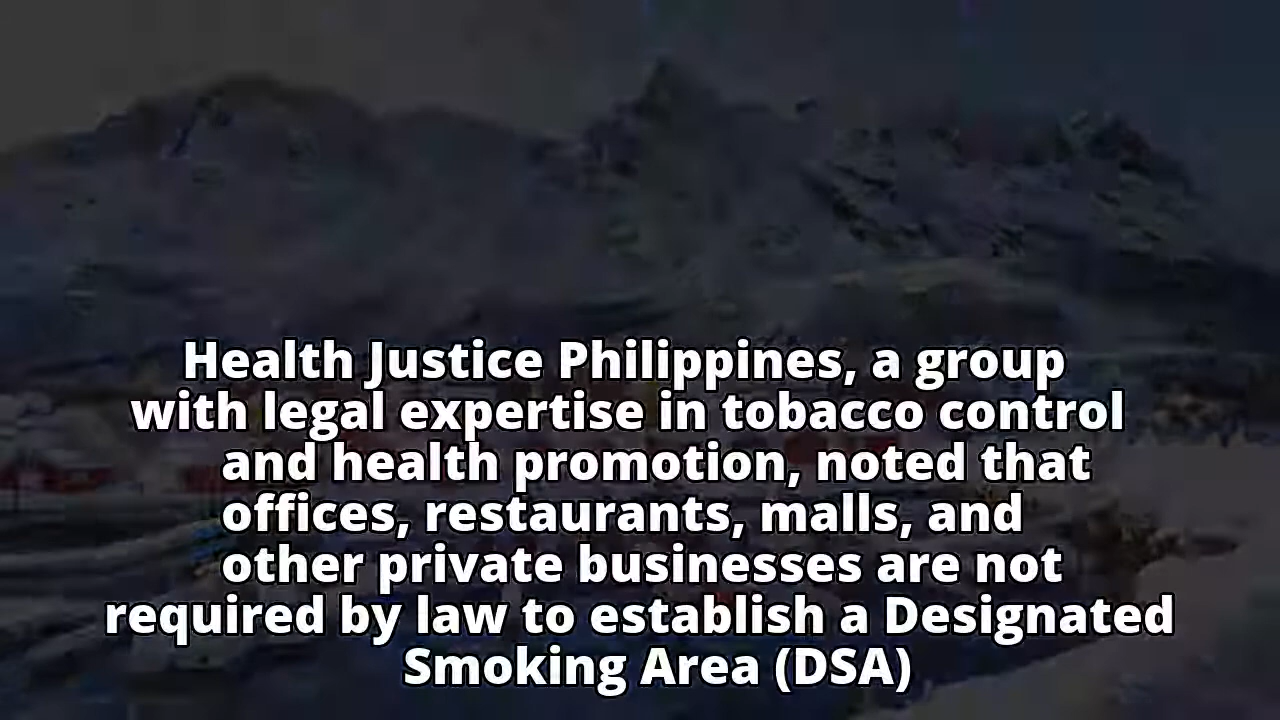 Health Justice Philippines, a group
with legal expertise in tobacco control
and health promotion, noted that
offices, restaurants, malls, and
other private businesses are not
required by law to establish a Designated
Smoking Area (DSA)